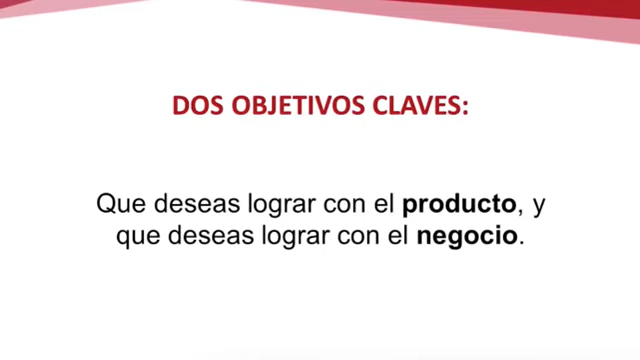 DOS OBJETIVOS CLAVES:
Que deseas lograr con el producto, y
que deseas lograr con el negocio.